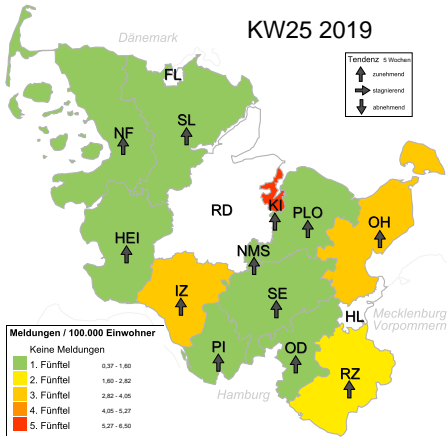 KW25 2019
Dänemark
Tendenz 5 Wochen
zunehmend
stagnierend
abnehmend
FL
SL
NF
RD
KI
PLO
OH
HEI
NMS
IZ
SE
HL
Mecklenburg
Vorpommern
PI
OD
RZ
Hamburg
Meldungen / 100.000 Einwohner
Keine Meldungen
1. Fünftel 0,37 - 1,60
2. Fünftel 1,60 - 2,82
3. Fünftel 2,82 - 4,05
4. Fünftel 4,05 - 5,27
5. Fünftel 5,27 - 6,50